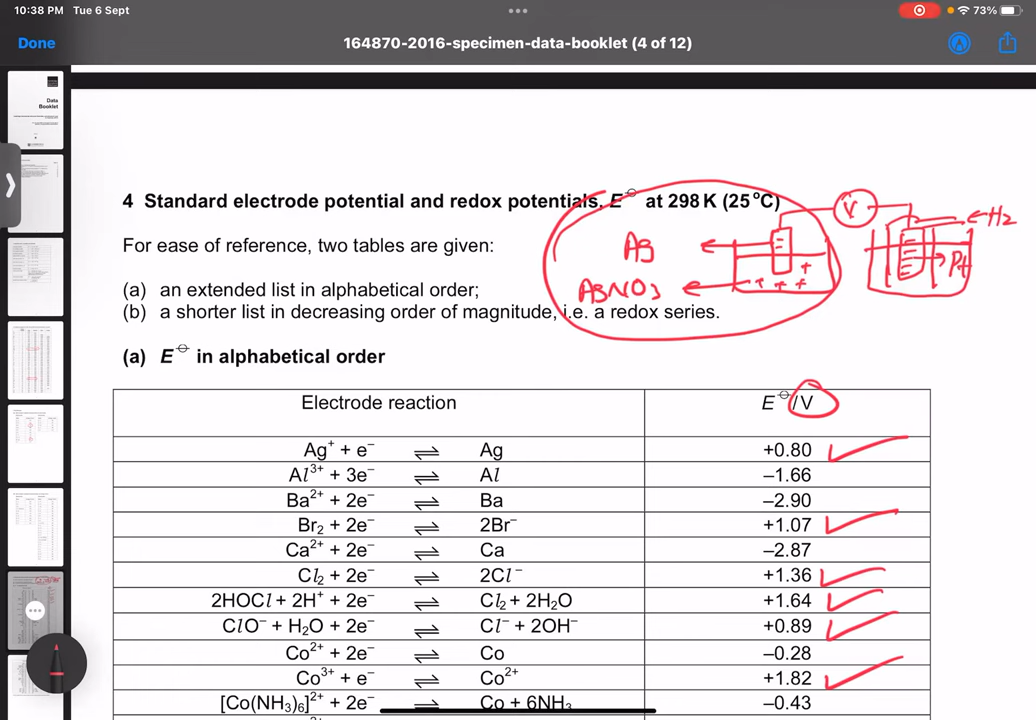 10:38 PM Tue 6 Sept
73%
Done
164870-2016-specimen-data-booklet (4 of 12)
Data
Booklet
4 Standard electrode potential and redox potentials, E⦵ at 298 K (25 °C)
V
H2
For ease of reference, two tables are given:
Ag
Pt
(a) an extended list in alphabetical order;
AgNO3
+ + + +
(b) a shorter list in decreasing order of magnitude, i.e. a redox series.
(a) E⦵ in alphabetical order
Electrode reaction E⦵/V
Ag⁺ + e⁻ ⇌ Ag +0.80
Al³⁺ + 3e⁻ ⇌ Al –1.66
Ba²⁺ + 2e⁻ ⇌ Ba –2.90
Br₂ + 2e⁻ ⇌ 2Br⁻ +1.07
Ca²⁺ + 2e⁻ ⇌ Ca –2.87
Cl₂ + 2e⁻ ⇌ 2Cl⁻ +1.36
2HOCl + 2H⁺ + 2e⁻ ⇌ Cl₂ + 2H₂O +1.64
ClO⁻ + H₂O + 2e⁻ ⇌ Cl⁻ + 2OH⁻ +0.89
Co²⁺ + 2e⁻ ⇌ Co –0.28
Co³⁺ + e⁻ ⇌ Co²⁺ +1.82
[Co(NH₃)₆]²⁺ + 2e⁻ ⇌ Co + 6NH₃ –0.43